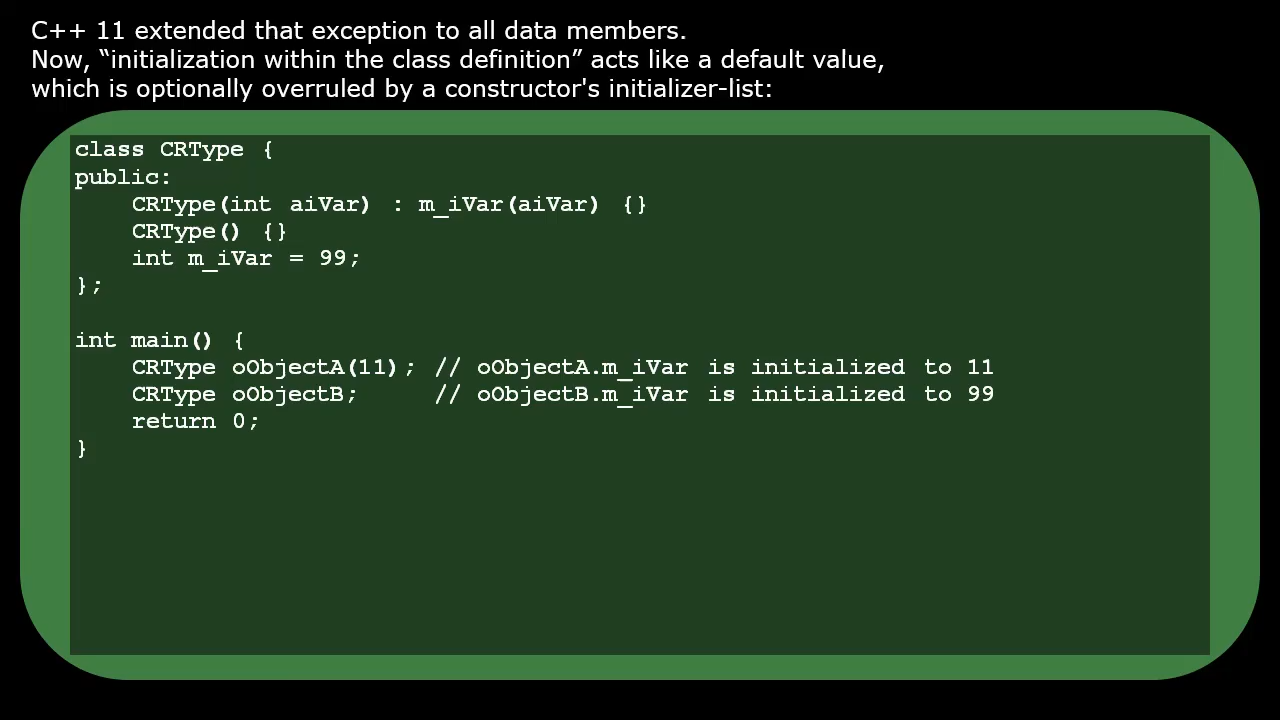 C++ 11 extended that exception to all data members.
Now, “initialization within the class definition” acts like a default value,
which is optionally overruled by a constructor's initializer-list:
class CRType {
public:
    CRType(int aiVar) : m_iVar(aiVar) {}
    CRType() {}
    int m_iVar = 99;
};

int main() {
    CRType oObjectA(11); // oObjectA.m_iVar is initialized to 11
    CRType oObjectB;     // oObjectB.m_iVar is initialized to 99
    return 0;
}